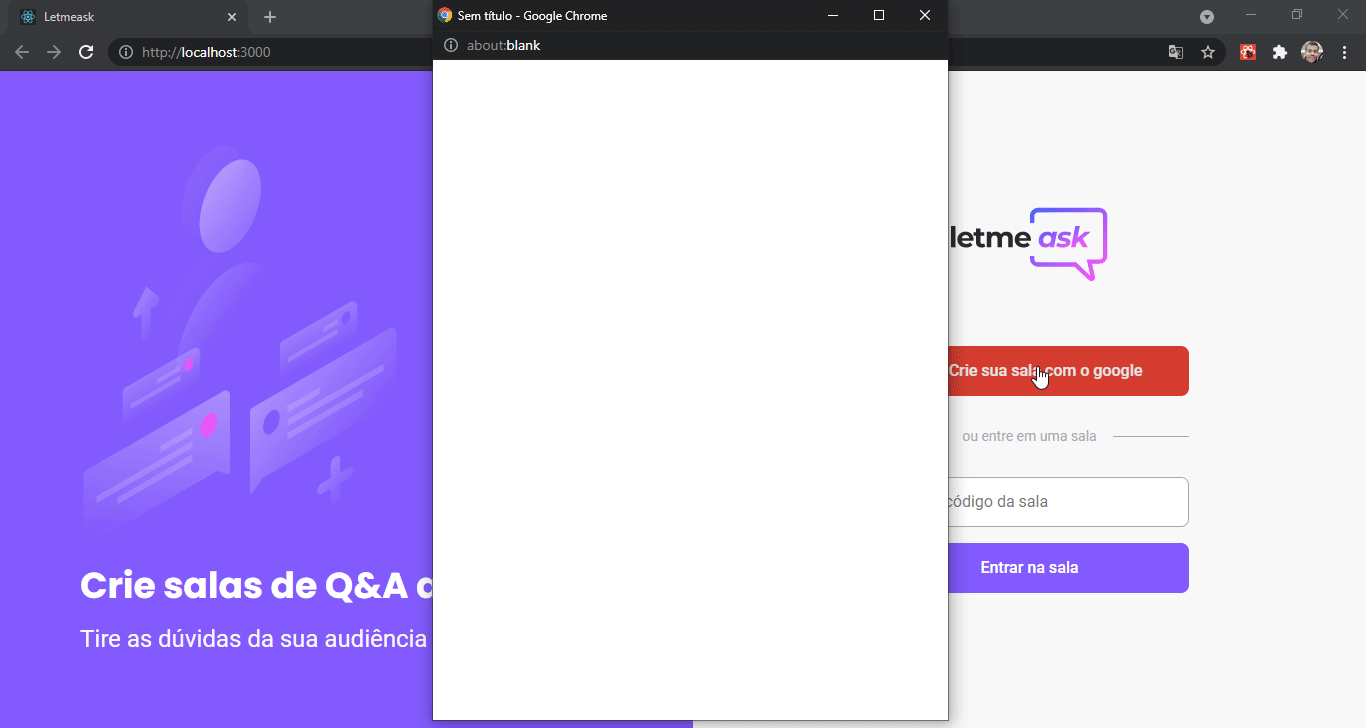 Letmeask
Sem título - Google Chrome
http://localhost:3000
about:blank
letme ask
Crie sua sala com o google
ou entre em uma sala
código da sala
Entrar na sala
Crie salas de Q&A
Tire as dúvidas da sua audiência